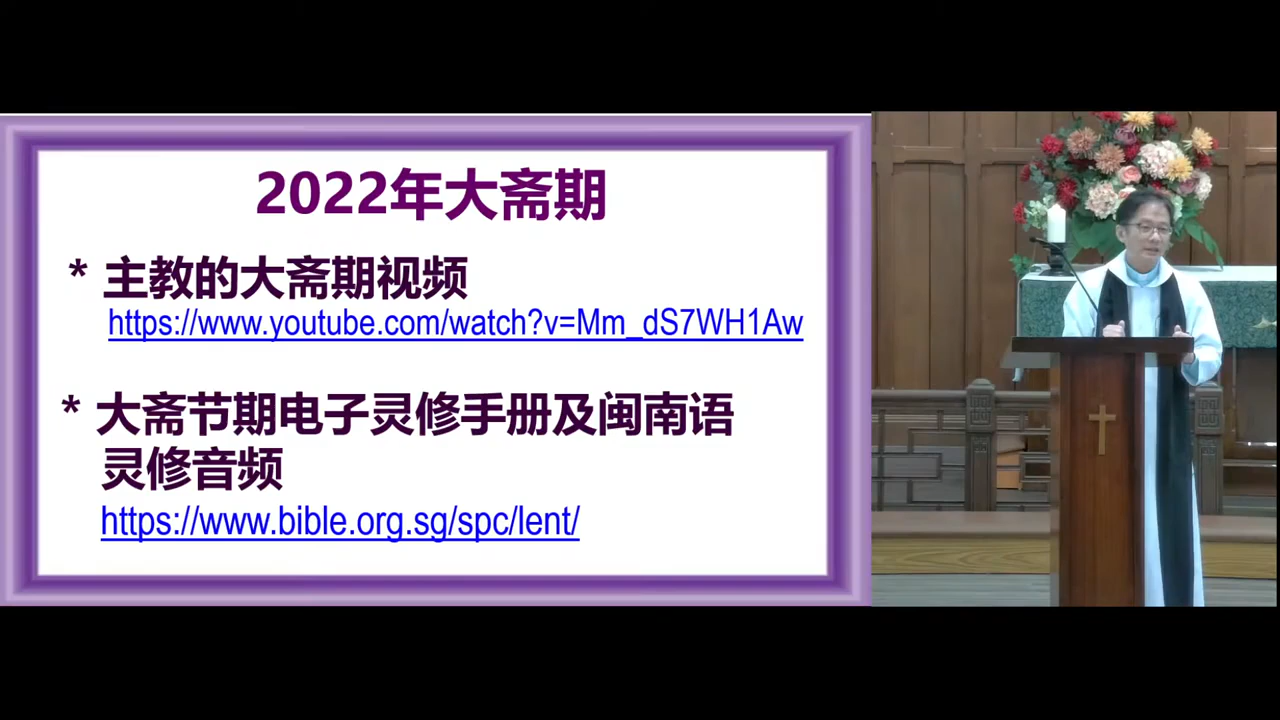 2022年大斋期
* 主教的大斋期视频
https://www.youtube.com/watch?v=Mm_dS7WH1Aw
* 大斋节期电子灵修手册及闽南语
灵修音频
https://www.bible.org.sg/spc/lent/